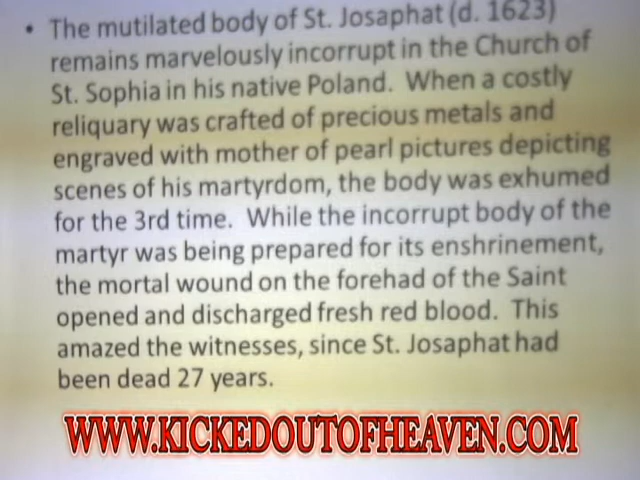 • The mutilated body of St. Josaphat (d. 1623)
remains marvelously incorrupt in the Church of
St. Sophia in his native Poland. When a costly
reliquary was crafted of precious metals and
engraved with mother of pearl pictures depicting
scenes of his martyrdom, the body was exhumed
for the 3rd time. While the incorrupt body of the
martyr was being prepared for its enshrinement,
the mortal wound on the forehad of the Saint
opened and discharged fresh red blood. This
amazed the witnesses, since St. Josaphat had
been dead 27 years.
WWW.KICKEDOUTOFHEAVEN.COM